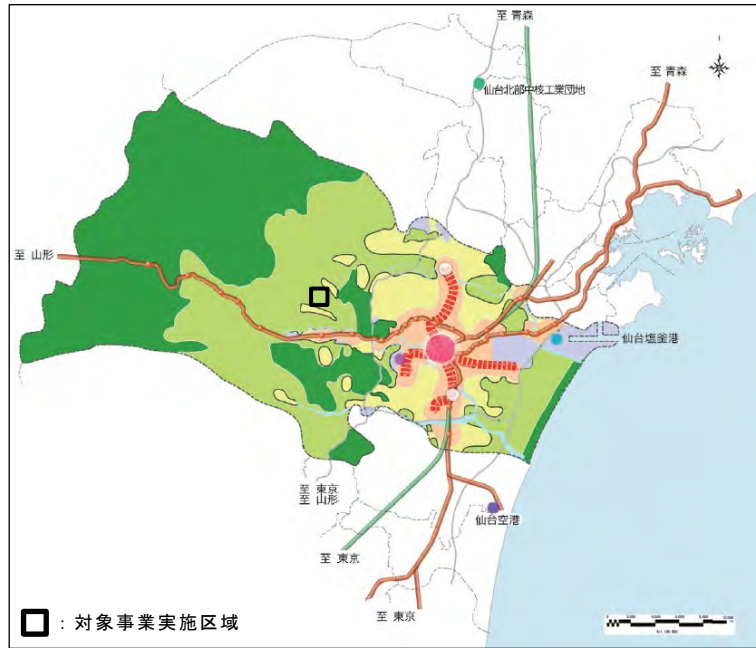 至 青森
至 青森
仙台北部中核工業団地
至 山形
仙台塩釜港
至 東京
至 山形
仙台空港
至 東京
至 東京
：対象事業実施区域